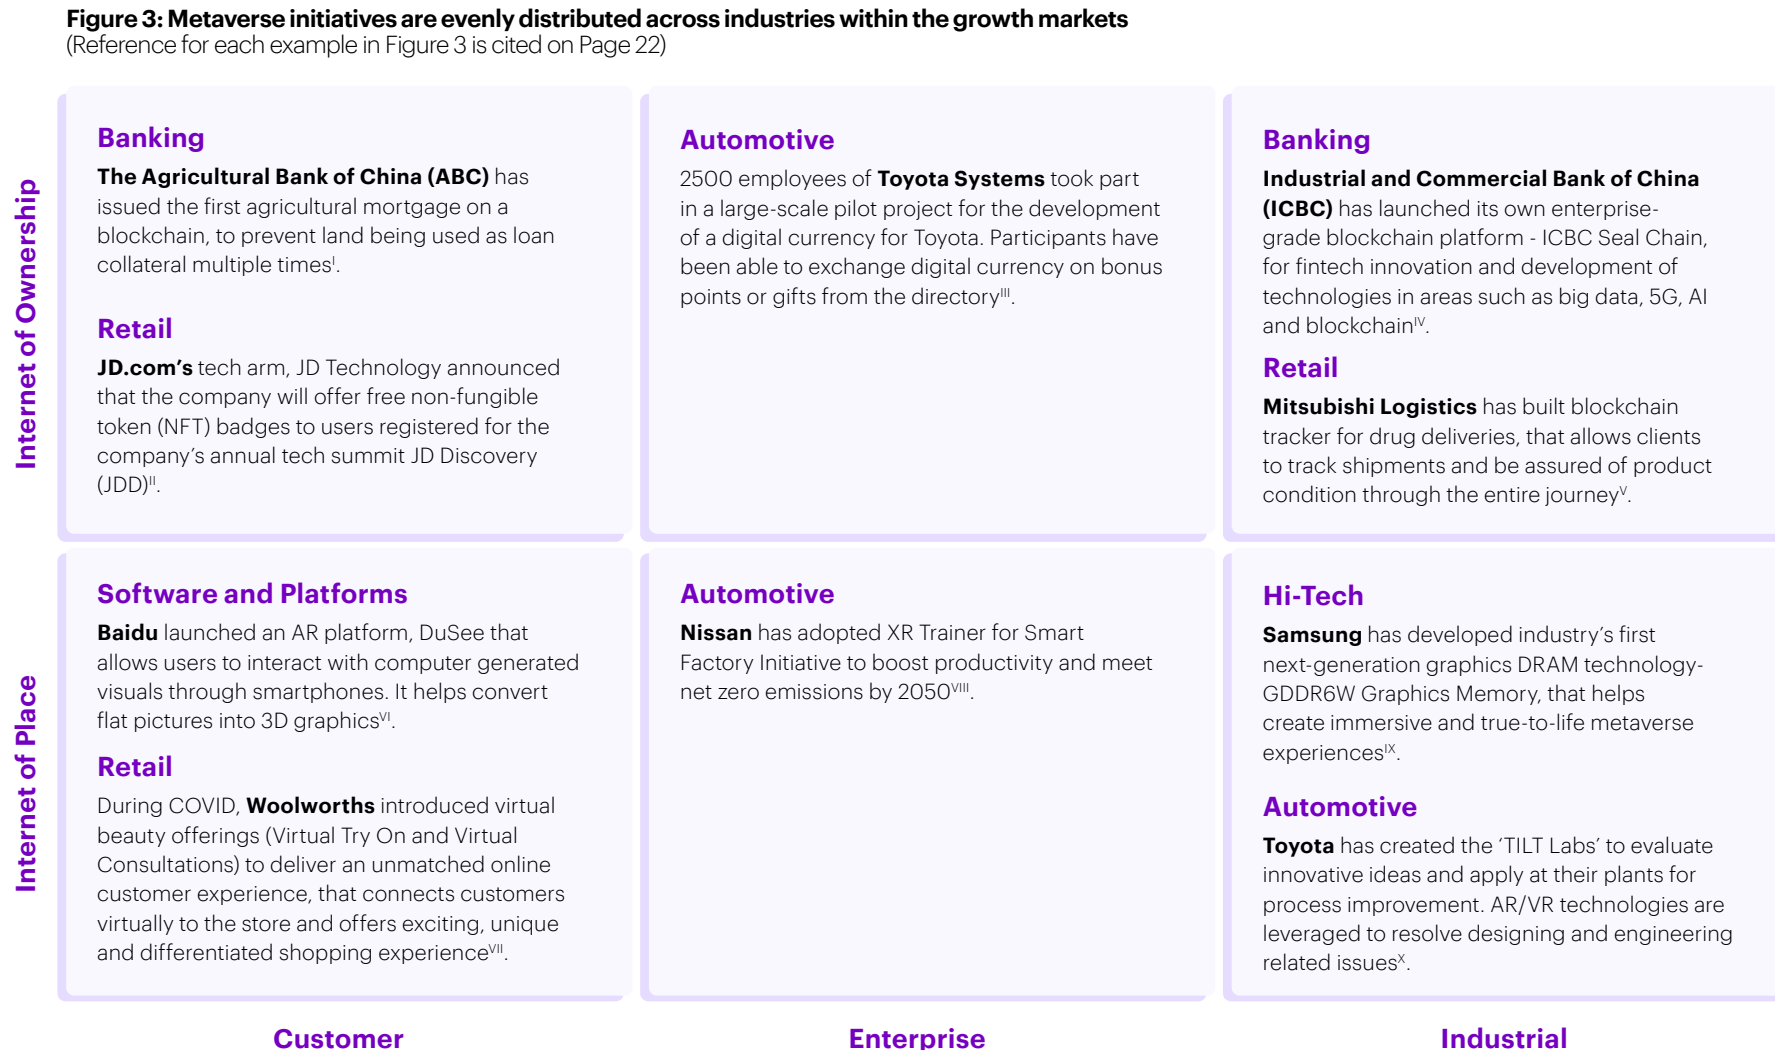 Figure 3: Metaverse initiatives are evenly distributed across industries within the growth markets
(Reference for each example in Figure 3 is cited on Page 22)
Internet of Ownership
Banking
The Agricultural Bank of China (ABC) has
issued the first agricultural mortgage on a
blockchain, to prevent land being used as loan
collateral multiple timesᴵ.
Retail
JD.com’s tech arm, JD Technology announced
that the company will offer free non-fungible
token (NFT) badges to users registered for the
company’s annual tech summit JD Discovery
(JDD)ᴵᴵ.
Automotive
2500 employees of Toyota Systems took part
in a large-scale pilot project for the development
of a digital currency for Toyota. Participants have
been able to exchange digital currency on bonus
points or gifts from the directoryᴵᴵᴵ.
Banking
Industrial and Commercial Bank of China
(ICBC) has launched its own enterprise-
grade blockchain platform - ICBC Seal Chain,
for fintech innovation and development of
technologies in areas such as big data, 5G, AI
and blockchainᴵⱽ.
Retail
Mitsubishi Logistics has built blockchain
tracker for drug deliveries, that allows clients
to track shipments and be assured of product
condition through the entire journeyⱽ.
Internet of Place
Software and Platforms
Baidu launched an AR platform, DuSee that
allows users to interact with computer generated
visuals through smartphones. It helps convert
flat pictures into 3D graphicsⱽᴵ.
Retail
During COVID, Woolworths introduced virtual
beauty offerings (Virtual Try On and Virtual
Consultations) to deliver an unmatched online
customer experience, that connects customers
virtually to the store and offers exciting, unique
and differentiated shopping experienceⱽᴵᴵ.
Automotive
Nissan has adopted XR Trainer for Smart
Factory Initiative to boost productivity and meet
net zero emissions by 2050ⱽᴵᴵᴵ.
Hi-Tech
Samsung has developed industry’s first
next-generation graphics DRAM technology-
GDDR6W Graphics Memory, that helps
create immersive and true-to-life metaverse
experiencesᴵˣ.
Automotive
Toyota has created the ‘TILT Labs’ to evaluate
innovative ideas and apply at their plants for
process improvement. AR/VR technologies are
leveraged to resolve designing and engineering
related issuesˣ.
Customer
Enterprise
Industrial